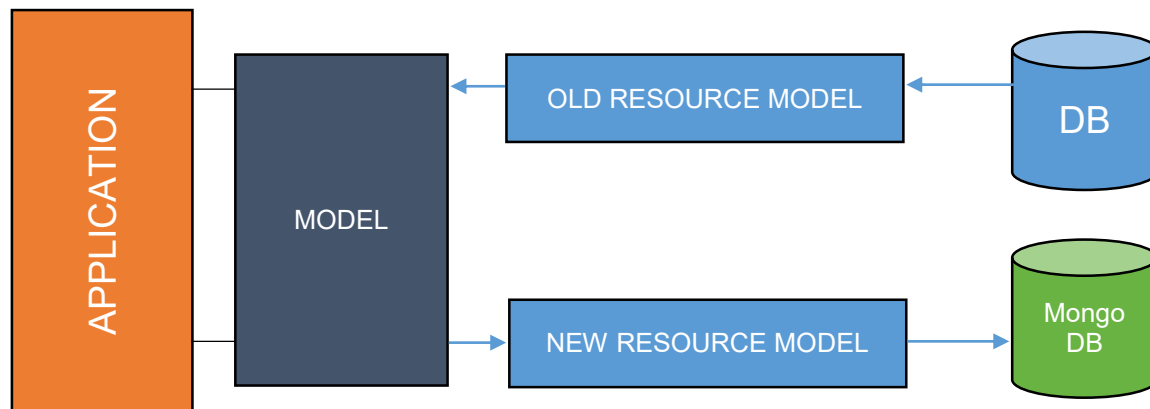 APPLICATION
MODEL
OLD RESOURCE MODEL
DB
NEW RESOURCE MODEL
Mongo
DB